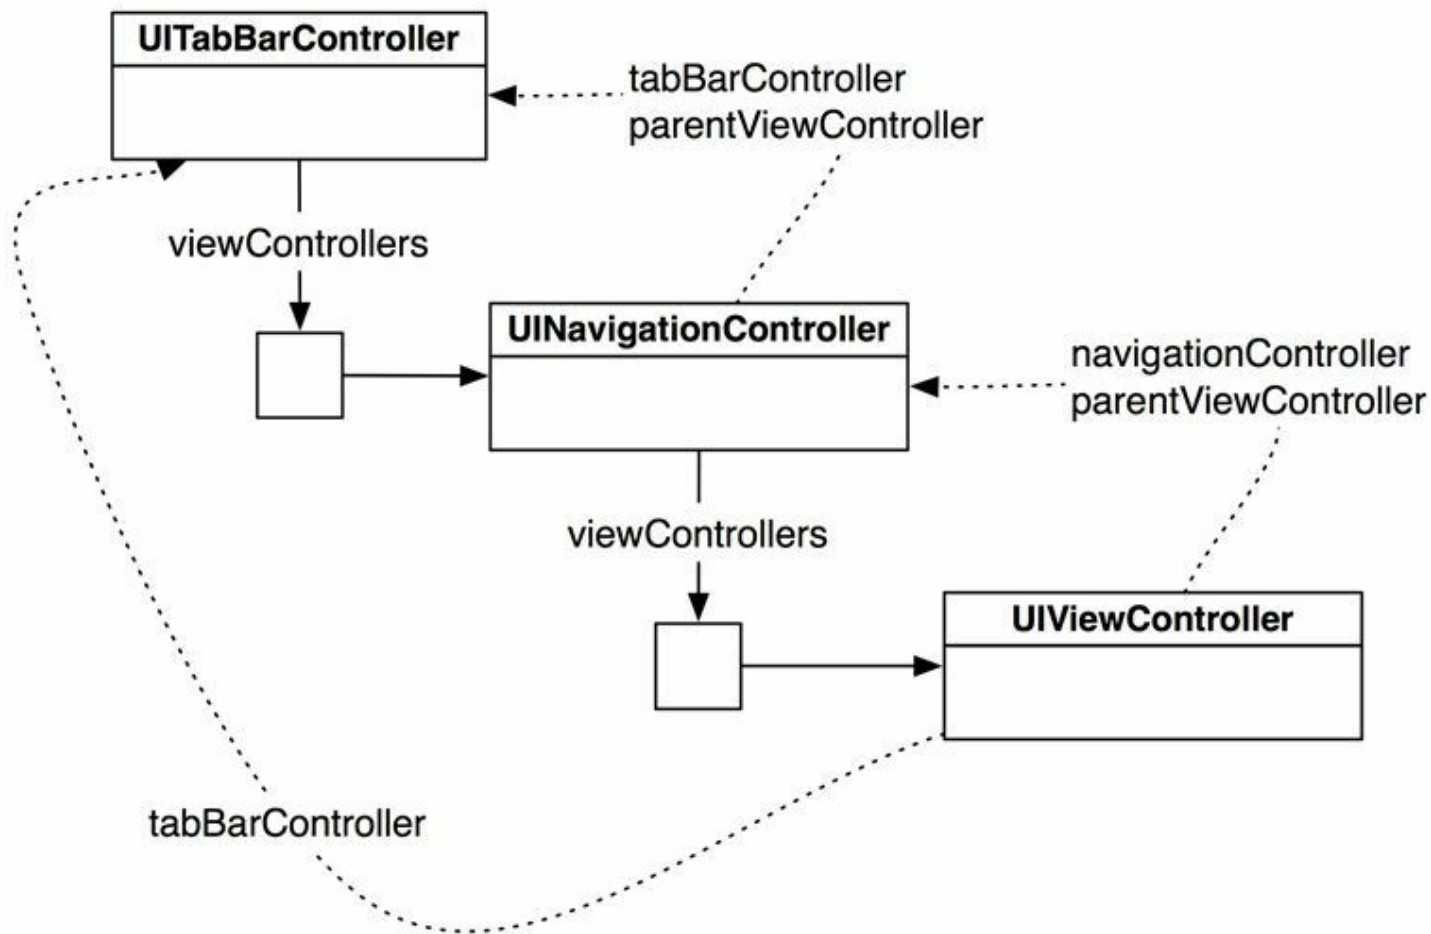 UITabBarController
tabBarController
parentViewController
viewControllers
UINavigationController
navigationController
parentViewController
viewControllers
UIViewController
tabBarController